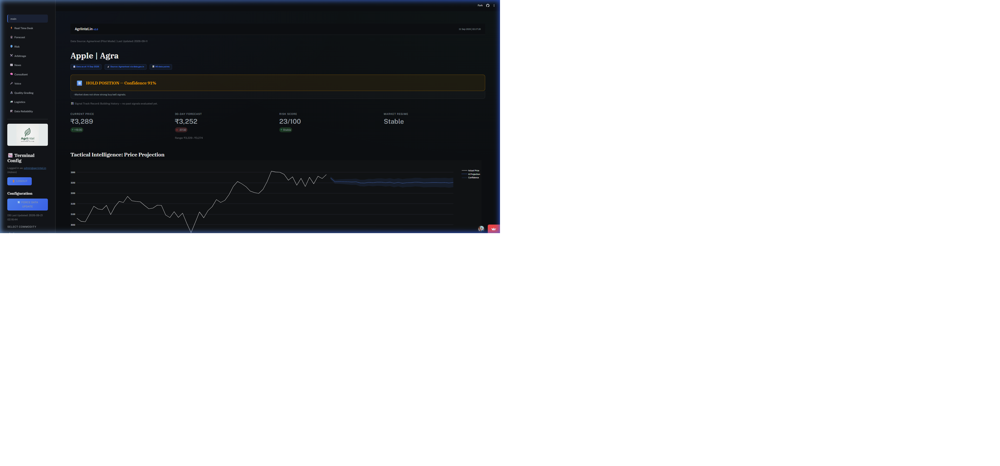 Fork
main
Real Time Desk
Forecast
Risk
Arbitrage
News
Consultant
Voice
Quality Grading
Logistics
Data Reliability
AgriIntel
Terminal
Config
Logged in as: admin@agriintel.in
(Admin)
LOGOUT
Configuration
FORCE DATA
UPDATE
DB Last Updated: 2026-09-21
02:16:44
SELECT COMMODITY
AgriIntel.in v2.0
21 Sep 2026 | 02:17:20
Data Source: Agmarknet (Pilot Mode) | Last Updated: 2026-09-11
Apple | Agra
Data as of: 11 Sep 2026
Source: Agmarknet via data.gov.in
90 data points
HOLD POSITION — Confidence 91%
-Market does not show strong buy/sell signals.
Signal Track Record: Building history — no past signals evaluated yet.
CURRENT PRICE
₹3,289
+19.00
30-DAY FORECAST
₹3,252
-37.32
Range: ₹3,229 - ₹3,274
RISK SCORE
23/100
Stable
MARKET REGIME
Stable
Tactical Intelligence: Price Projection
3300
3250
3200
3150
3100
3050
Actual Price
AI Projection
Confidence